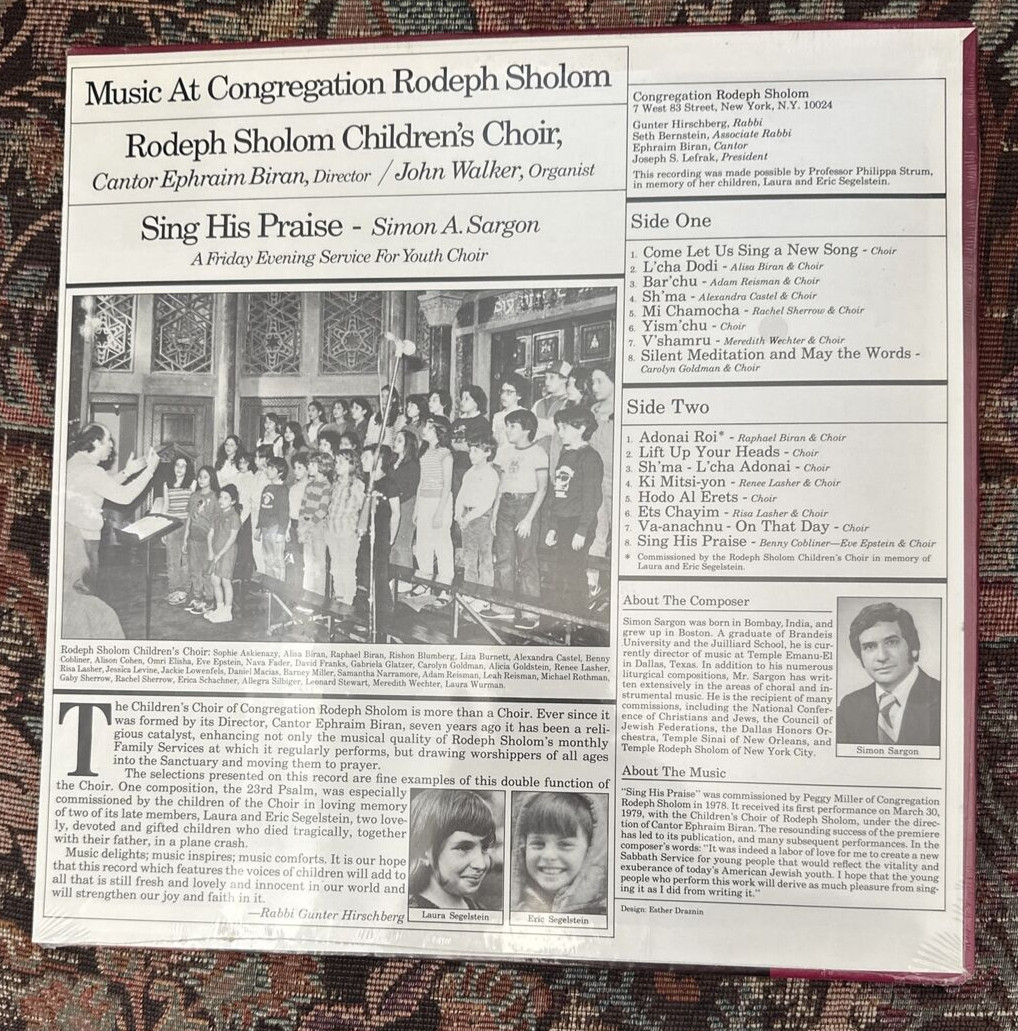 Music At Congregation Rodeph Sholom
Rodeph Sholom Children's Choir,
Cantor Ephraim Biran, Director / John Walker, Organist
Sing His Praise - Simon A. Sargon
A Friday Evening Service For Youth Choir
Rodeph Sholom Children's Choir: Sophie Askienazy, Alisa Biran, Raphael Biran, Rishon Blumberg, Liza Burnett, Alexandra Castel, Benny
Cobliner, Alison Cohen, Omri Elisha, Eve Epstein, Nava Fader, David Franks, Gabriela Glatzer, Carolyn Goldman, Alicia Goldstein, Renee Lasher,
Risa Lasher, Jessica Levine, Jackie Lowenfels, Daniel Macias, Barney Miller, Samantha Narramore, Adam Reisman, Leah Reisman, Michael Rothman,
Gaby Sherrow, Rachel Sherrow, Erica Schachner, Allegra Silbiger, Leonard Stewart, Meredith Wechter, Laura Wurman.
The Children's Choir of Congregation Rodeph Sholom is more than a Choir. Ever since it
was formed by its Director, Cantor Ephraim Biran, seven years ago it has been a reli-
gious catalyst, enhancing not only the musical quality of Rodeph Sholom's monthly
Family Services at which it regularly performs, but drawing worshippers of all ages
into the Sanctuary and moving them to prayer.
The selections presented on this record are fine examples of this double function of
the Choir. One composition, the 23rd Psalm, was especially
commissioned by the children of the Choir in loving memory
of two of its late members, Laura and Eric Segelstein, two love-
ly, devoted and gifted children who died tragically, together
with their father, in a plane crash.
Music delights; music inspires; music comforts. It is our hope
that this record which features the voices of children will add to
all that is still fresh and lovely and innocent in our world and
will strengthen our joy and faith in it.
—Rabbi Gunter Hirschberg
Laura Segelstein
Eric Segelstein
Congregation Rodeph Sholom
7 West 83 Street, New York, N.Y. 10024
Gunter Hirschberg, Rabbi
Seth Bernstein, Associate Rabbi
Ephraim Biran, Cantor
Joseph S. Lefrak, President
This recording was made possible by Professor Philippa Strum,
in memory of her children, Laura and Eric Segelstein.
Side One
1. Come Let Us Sing a New Song - Choir
2. L'cha Dodi - Alisa Biran & Choir
3. Bar'chu - Adam Reisman & Choir
4. Sh'ma - Alexandra Castel & Choir
5. Mi Chamocha - Rachel Sherrow & Choir
6. Yism'chu - Choir
7. V'shamru - Meredith Wechter & Choir
8. Silent Meditation and May the Words -
Carolyn Goldman & Choir
Side Two
1. Adonai Roi* - Raphael Biran & Choir
2. Lift Up Your Heads - Choir
3. Sh'ma - L'cha Adonai - Choir
4. Ki Mitsi-yon - Renee Lasher & Choir
5. Hodo Al Erets - Choir
6. Ets Chayim - Risa Lasher & Choir
7. Va-anachnu - On That Day - Choir
8. Sing His Praise - Benny Cobliner—Eve Epstein & Choir
* Commissioned by the Rodeph Sholom Children's Choir in memory of
Laura and Eric Segelstein.
About The Composer
Simon Sargon was born in Bombay, India, and
grew up in Boston. A graduate of Brandeis
University and the Juilliard School, he is cur-
rently director of music at Temple Emanu-El
in Dallas, Texas. In addition to his numerous
liturgical compositions, Mr. Sargon has writ-
ten extensively in the areas of choral and in-
strumental music. He is the recipient of many
commissions, including the National Confer-
ence of Christians and Jews, the Council of
Jewish Federations, the Dallas Honors Or-
chestra, Temple Sinai of New Orleans, and
Temple Rodeph Sholom of New York City.
Simon Sargon
About The Music
"Sing His Praise" was commissioned by Peggy Miller of Congregation
Rodeph Sholom in 1978. It received its first performance on March 30,
1979, with the Children's Choir of Rodeph Sholom, under the direc-
tion of Cantor Ephraim Biran. The resounding success of the premiere
has led to its publication, and many subsequent performances. In the
composer's words: "It was indeed a labor of love for me to create a new
Sabbath Service for young people that would reflect the vitality and
exuberance of today's American Jewish youth. I hope that the young
people who perform this work will derive as much pleasure from sing-
ing it as I did from writing it."
Design: Esther Draznin